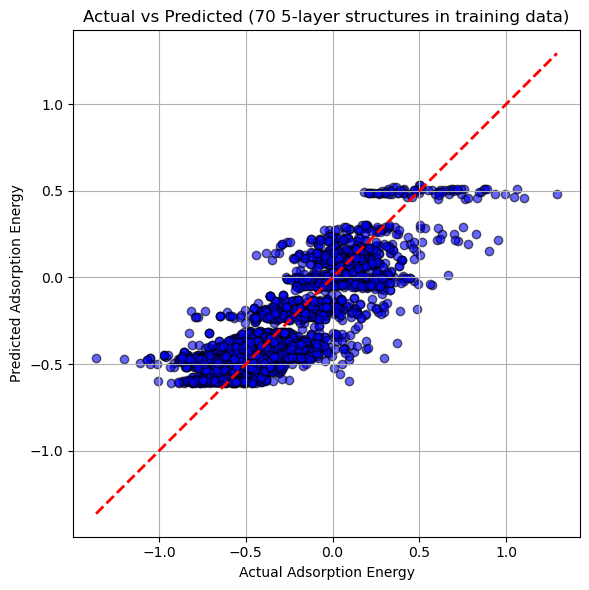 Actual vs Predicted (70 5-layer structures in training data)
Predicted Adsorption Energy
1.0
0.5
0.0
−0.5
−1.0
−1.0 −0.5 0.0 0.5 1.0
Actual Adsorption Energy